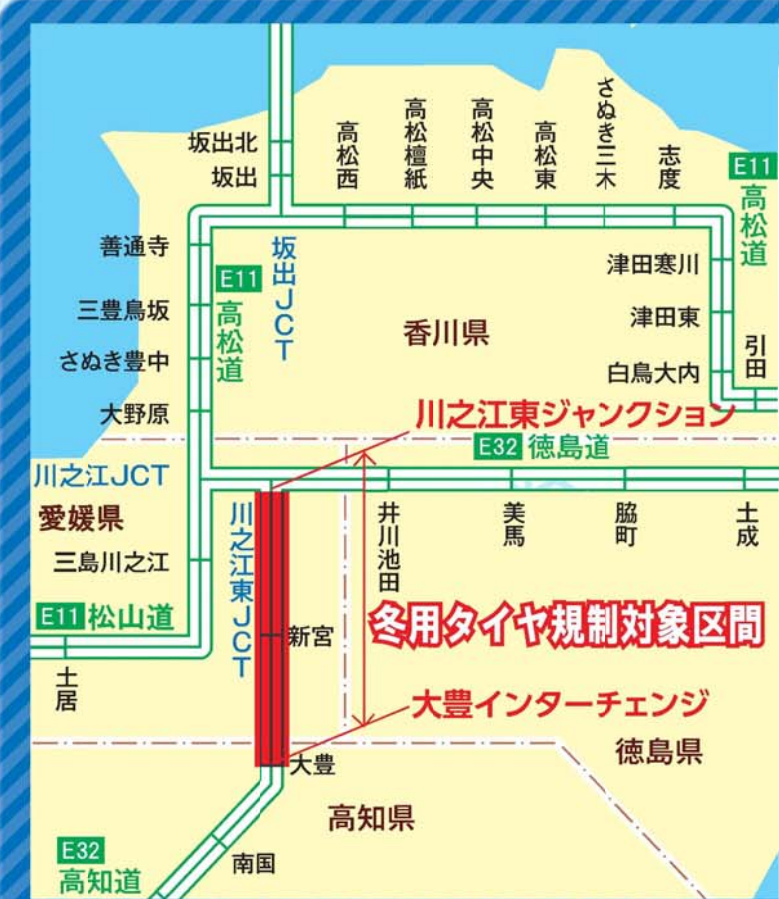 坂出北
坂出
高松西
高松檀紙
高松中央
高松東
さぬき三木
志度
E11
高松道
善通寺
坂出JCT
E11
高松道
津田寒川
三豊鳥坂
津田東
香川県
引田
さぬき豊中
白鳥大内
大野原
川之江東ジャンクション
E32 徳島道
川之江JCT
愛媛県
川之江東JCT
井川池田
美馬
脇町
土成
三島川之江
E11 松山道
新宮
冬用タイヤ規制対象区間
土居
大豊インターチェンジ
徳島県
大豊
高知県
E32
高知道
南国